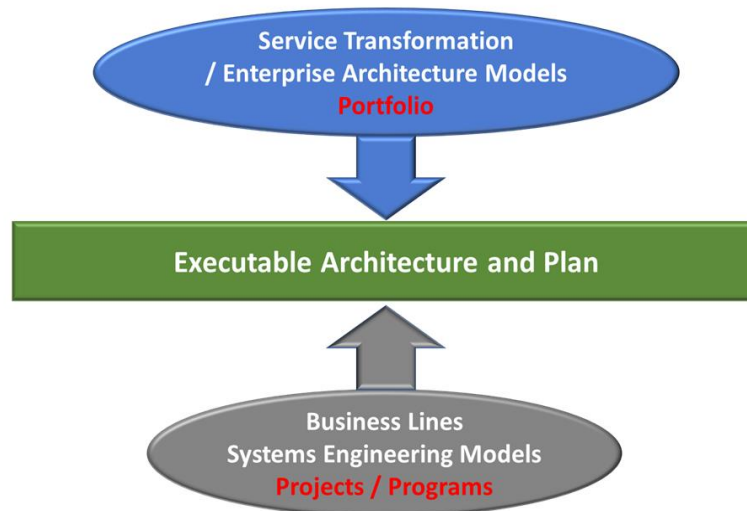 Service Transformation
/ Enterprise Architecture Models
Portfolio
Executable Architecture and Plan
Business Lines
Systems Engineering Models
Projects / Programs